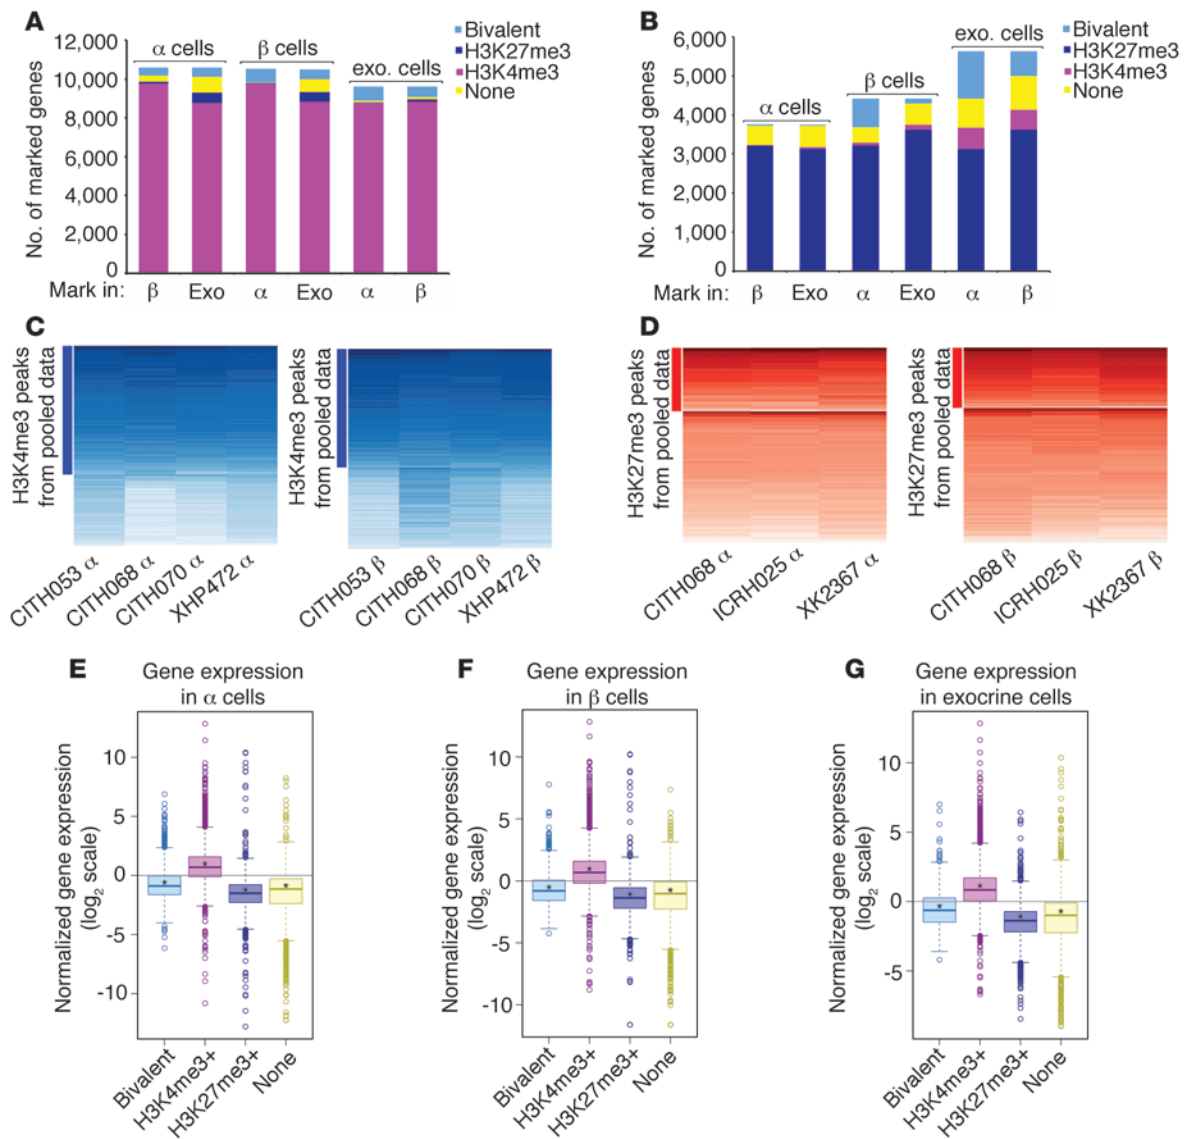 A
No. of marked genes
12,000
10,000
8,000
6,000
4,000
2,000
0
α cells
β cells
exo. cells
Bivalent
H3K27me3
H3K4me3
None
Mark in: β Exo α Exo α β
B
No. of marked genes
6,000
5,000
4,000
3,000
2,000
1,000
0
α cells
β cells
exo. cells
Bivalent
H3K27me3
H3K4me3
None
Mark in: β Exo α Exo α β
C
H3K4me3 peaks
from pooled data
CITH053 α
CITH068 α
CITH070 α
XHP472 α
H3K4me3 peaks
from pooled data
CITH053 β
CITH068 β
CITH070 β
XHP472 β
D
H3K27me3 peaks
from pooled data
CITH068 α
ICRH025 α
XK2367 α
H3K27me3 peaks
from pooled data
CITH068 β
ICRH025 β
XK2367 β
E
Gene expression
in α cells
Normalized gene expression
(log2 scale)
10
5
0
-5
-10
Bivalent
H3K4me3+
H3K27me3+
None
F
Gene expression
in β cells
Normalized gene expression
(log2 scale)
10
5
0
-5
-10
Bivalent
H3K4me3+
H3K27me3+
None
G
Gene expression
in exocrine cells
Normalized gene expression
(log2 scale)
10
5
0
-5
Bivalent
H3K4me3+
H3K27me3+
None